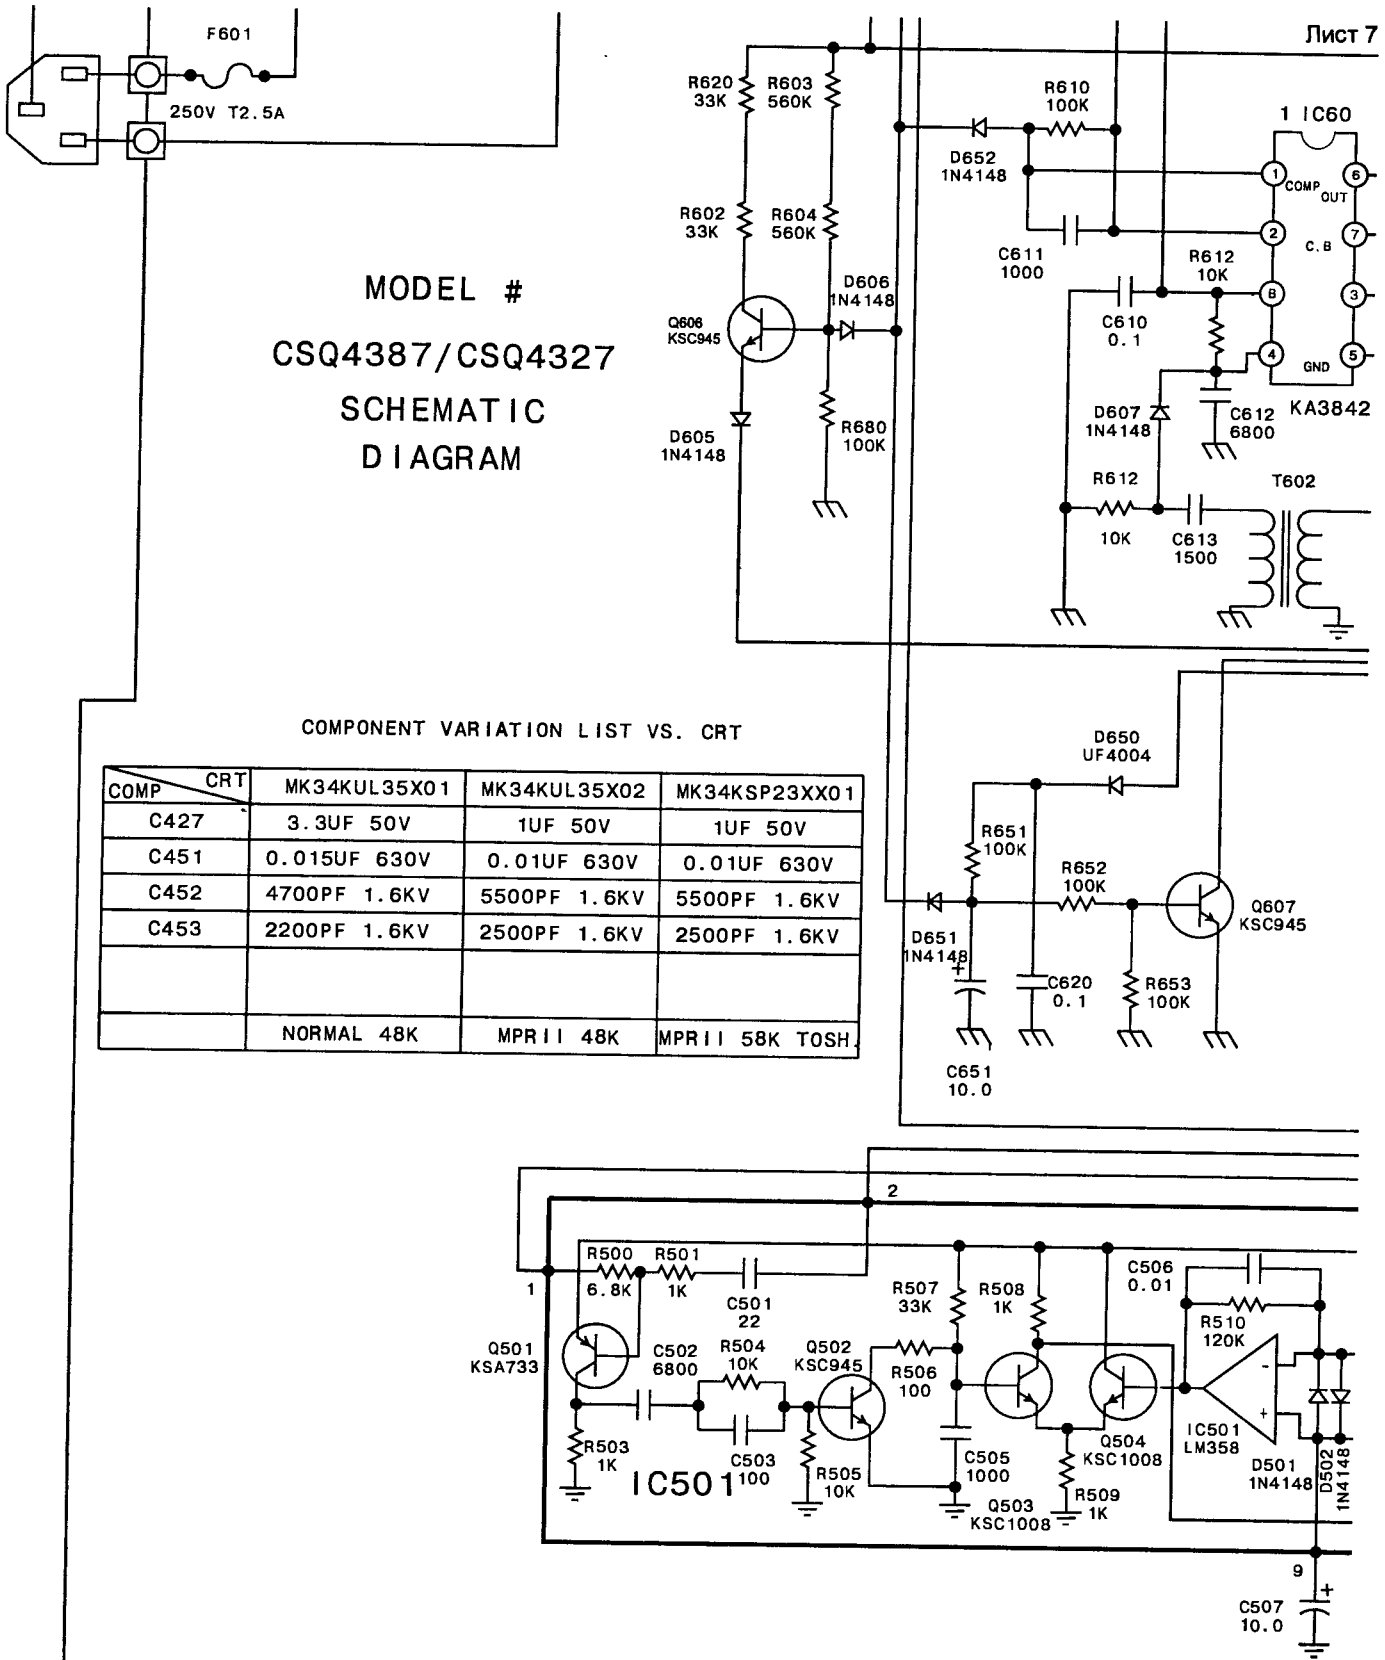 Лист 7
F601
250V T2.5A
R620
33K
R603
560K
R610
100K
1 IC60
D652
1N4148
1
COMP
6
OUT
R602
33K
R604
560K
2
C.B
7
C611
1000
R612
10K
MODEL #
CSQ4387/CSQ4327
SCHEMATIC
DIAGRAM
D606
1N4148
8
3
Q606
KSC945
C610
0.1
4
GND
5
D605
1N4148
R680
100K
D607
1N4148
C612
6800
KA3842
R612
10K
C613
1500
T602
COMPONENT VARIATION LIST VS. CRT
COMP CRT MK34KUL35X01 MK34KUL35X02 MK34KSP23XX01
C427 3.3UF 50V 1UF 50V 1UF 50V
C451 0.015UF 630V 0.01UF 630V 0.01UF 630V
C452 4700PF 1.6KV 5500PF 1.6KV 5500PF 1.6KV
C453 2200PF 1.6KV 2500PF 1.6KV 2500PF 1.6KV
NORMAL 48K MPRII 48K MPRII 58K TOSH.
D650
UF4004
R651
100K
R652
100K
Q607
KSC945
D651
1N4148
+
C620
0.1
R653
100K
C651
10.0
2
1
R500
6.8K
R501
1K
C501
22
R507
33K
R508
1K
C506
0.01
R510
120K
Q501
KSA733
C502
6800
R504
10K
Q502
KSC945
R506
100
-
+
R503
1K
C503
100
R505
10K
IC501
C505
1000
Q503
KSC1008
Q504
KSC1008
R509
1K
IC501
LM358
D501
1N4148
D502
1N4148
9
C507
10.0
+